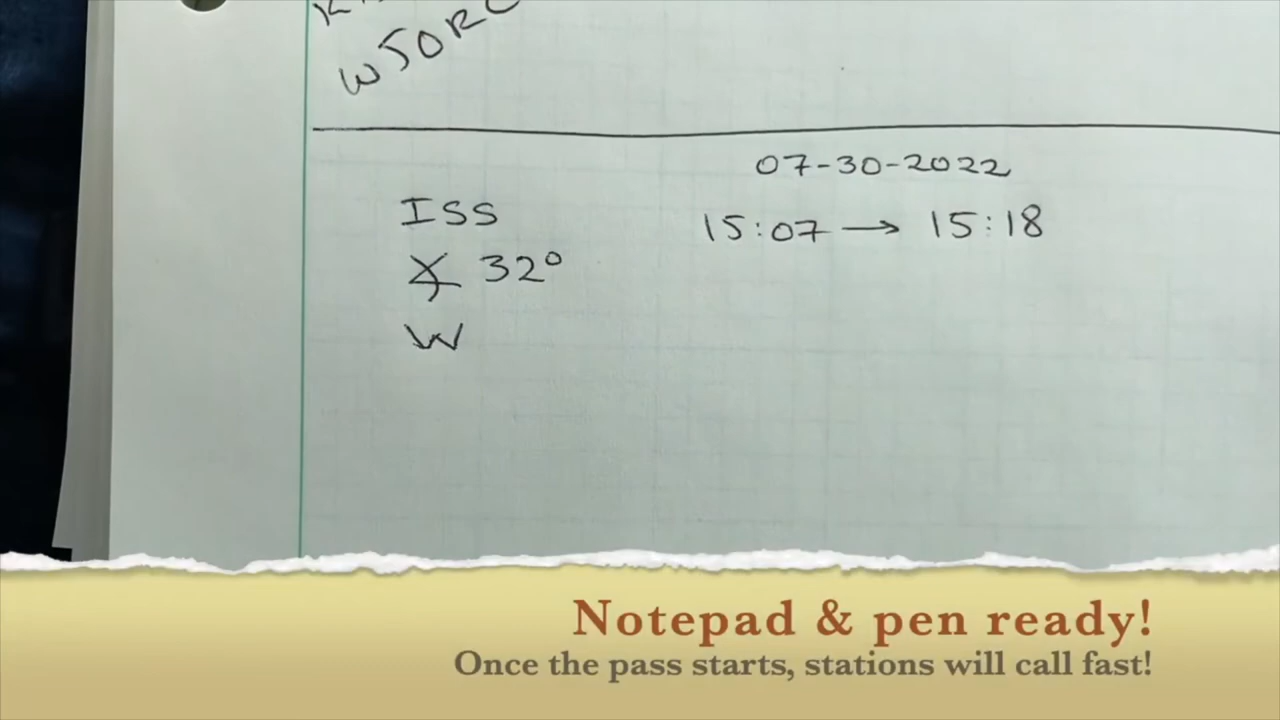 WJORC
07-30-2022
ISS
15:07 → 15:18
∡ 32°
W
Notepad & pen ready!
Once the pass starts, stations will call fast!